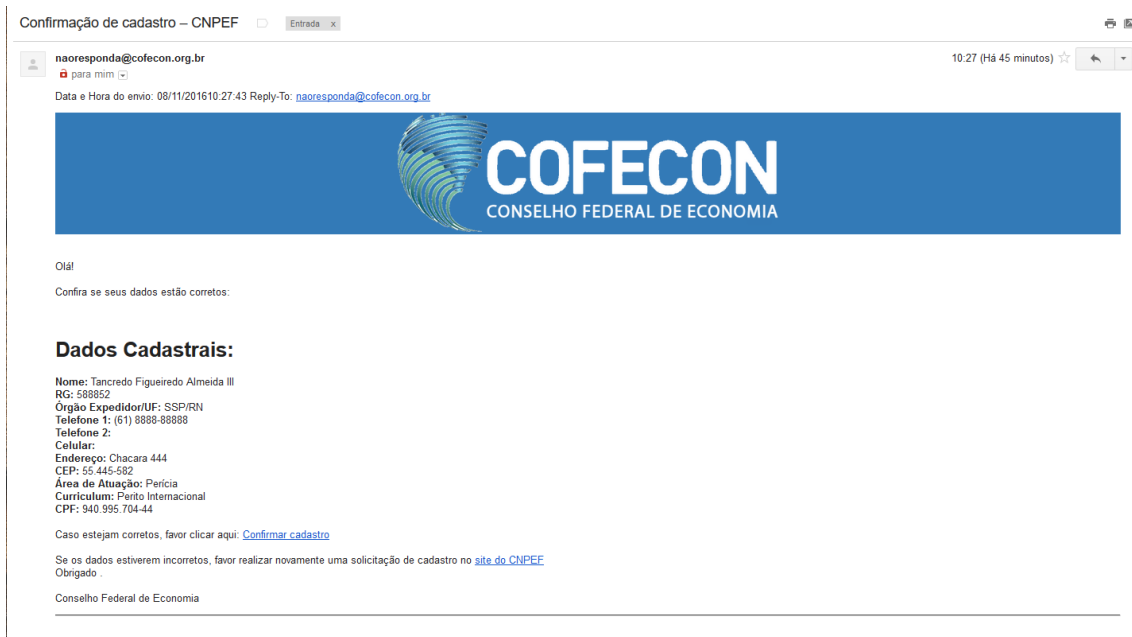 Confirmação de cadastro – CNPEF
Entrada x
naoresponda@cofecon.org.br
10:27 (Há 45 minutos)
para mim
Data e Hora do envio: 08/11/201610:27:43 Reply-To: naoresponda@cofecon.org.br
COFECON
CONSELHO FEDERAL DE ECONOMIA
Olá!
Confira se seus dados estão corretos:
Dados Cadastrais:
Nome: Tancredo Figueiredo Almeida III
RG: 588852
Órgão Expedidor/UF: SSP/RN
Telefone 1: (61) 8888-88888
Telefone 2:
Celular:
Endereço: Chacara 444
CEP: 55.445-582
Área de Atuação: Perícia
Curriculum: Perito Internacional
CPF: 940.995.704-44
Caso estejam corretos, favor clicar aqui: Confirmar cadastro
Se os dados estiverem incorretos, favor realizar novamente uma solicitação de cadastro no site do CNPEF
Obrigado .
Conselho Federal de Economia